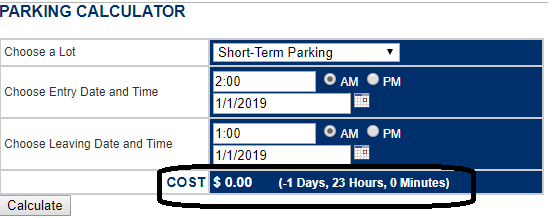 PARKING CALCULATOR
Choose a Lot Short-Term Parking
Choose Entry Date and Time 2:00 AM PM
1/1/2019
Choose Leaving Date and Time 1:00 AM PM
1/1/2019
COST $ 0.00 (-1 Days, 23 Hours, 0 Minutes)
Calculate